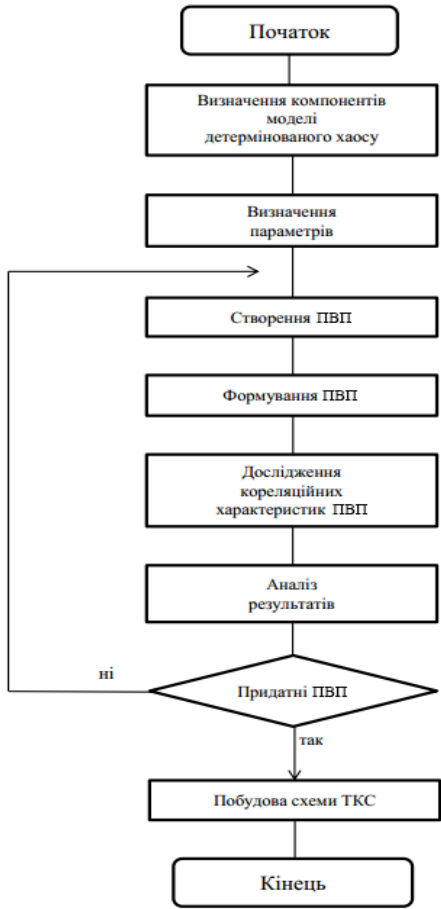 Початок
Визначення компонентів
моделі
детермінованого хаосу
Визначення
параметрів
Створення ПВП
Формування ПВП
Дослідження
кореляційних
характеристик ПВП
Аналіз
результатів
ні
Придатні ПВП
так
Побудова схеми ТКС
Кінець